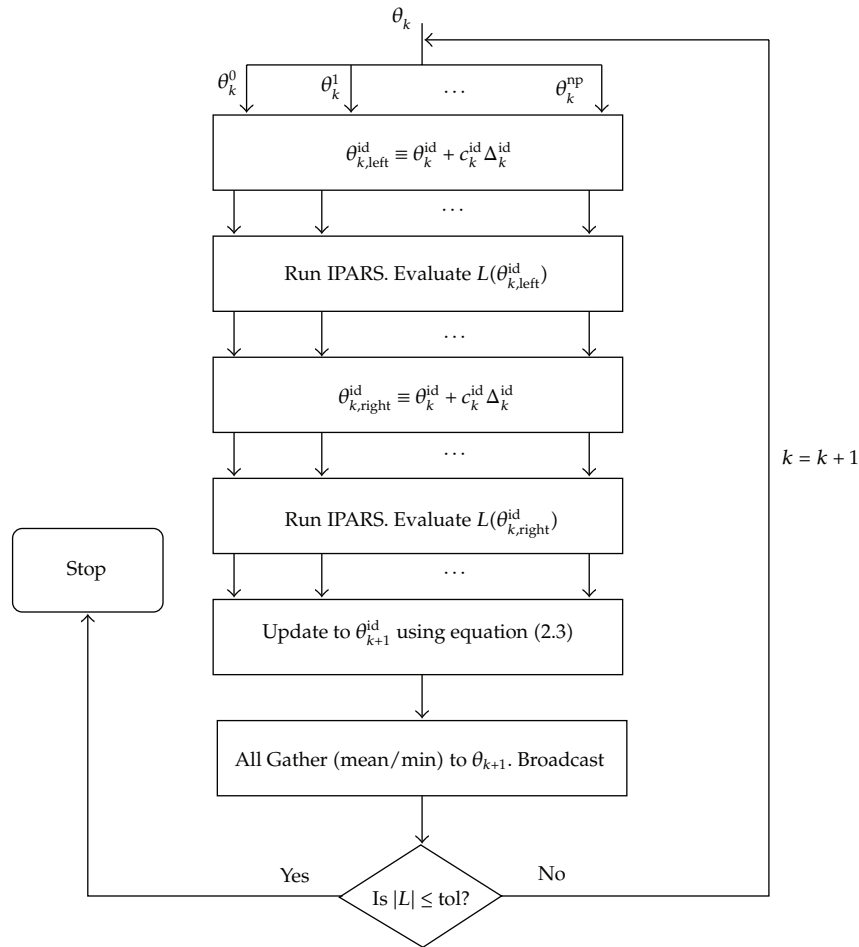 θ_k
θ_k^0 θ_k^1 ... θ_k^np
θ_{k,left}^id ≡ θ_k^id + c_k^id Δ_k^id
...
Run IPARS. Evaluate L(θ_{k,left}^id)
...
θ_{k,right}^id ≡ θ_k^id + c_k^id Δ_k^id
...
k = k + 1
Run IPARS. Evaluate L(θ_{k,right}^id)
Stop
...
Update to θ_{k+1}^id using equation (2.3)
All Gather (mean/min) to θ_{k+1}. Broadcast
Yes
No
Is |L| ≤ tol?